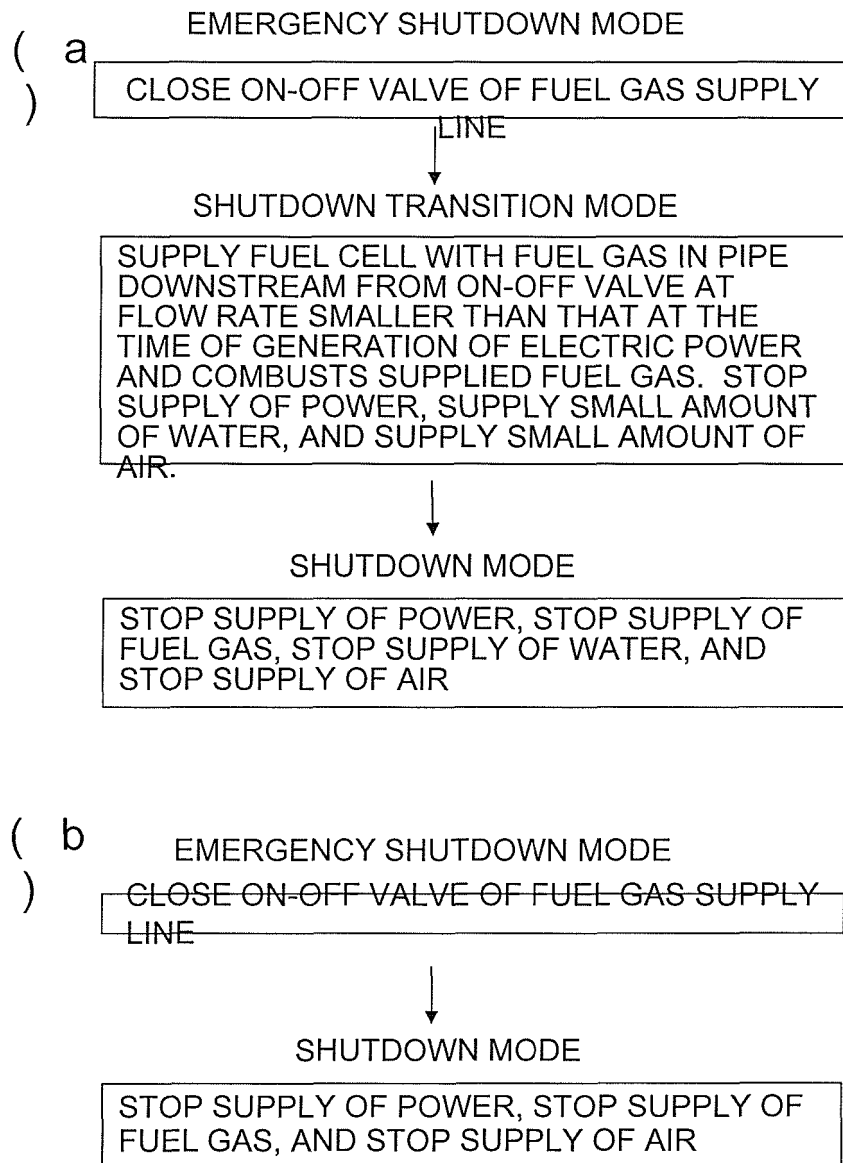 EMERGENCY SHUTDOWN MODE
( a
)
CLOSE ON-OFF VALVE OF FUEL GAS SUPPLY
LINE
SHUTDOWN TRANSITION MODE
SUPPLY FUEL CELL WITH FUEL GAS IN PIPE
DOWNSTREAM FROM ON-OFF VALVE AT
FLOW RATE SMALLER THAN THAT AT THE
TIME OF GENERATION OF ELECTRIC POWER
AND COMBUSTS SUPPLIED FUEL GAS. STOP
SUPPLY OF POWER, SUPPLY SMALL AMOUNT
OF WATER, AND SUPPLY SMALL AMOUNT OF
AIR.
SHUTDOWN MODE
STOP SUPPLY OF POWER, STOP SUPPLY OF
FUEL GAS, STOP SUPPLY OF WATER, AND
STOP SUPPLY OF AIR
( b
)
EMERGENCY SHUTDOWN MODE
CLOSE ON-OFF VALVE OF FUEL GAS SUPPLY
LINE
SHUTDOWN MODE
STOP SUPPLY OF POWER, STOP SUPPLY OF
FUEL GAS, AND STOP SUPPLY OF AIR